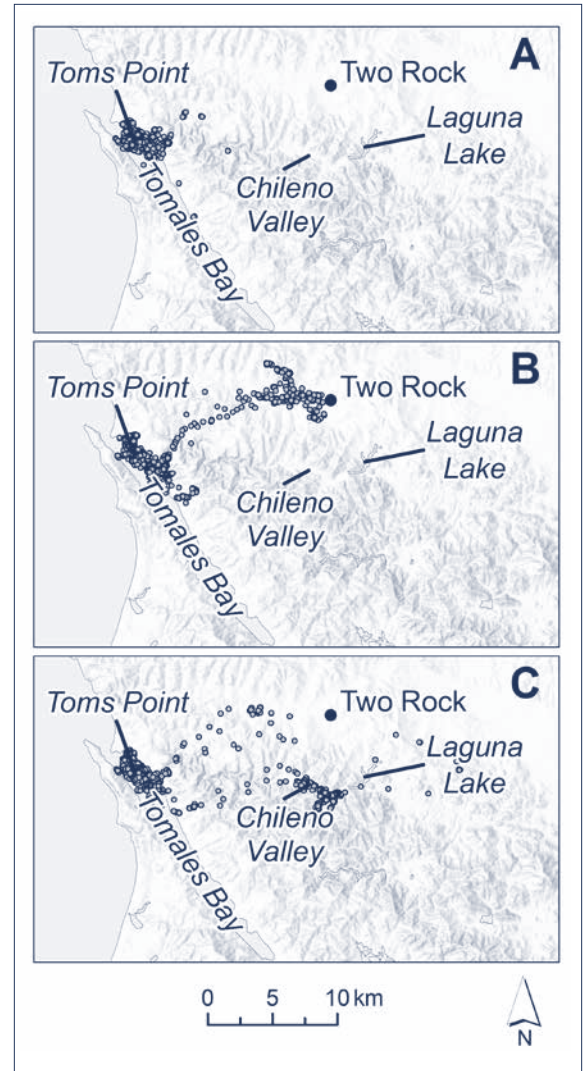 A
Toms Point
Two Rock
Laguna
Lake
Chileno
Valley
Tomales Bay
B
Toms Point
Two Rock
Laguna
Lake
Chileno
Valley
Tomales Bay
C
Toms Point
Two Rock
Laguna
Lake
Chileno
Valley
Tomales Bay
0 5 10 km
N